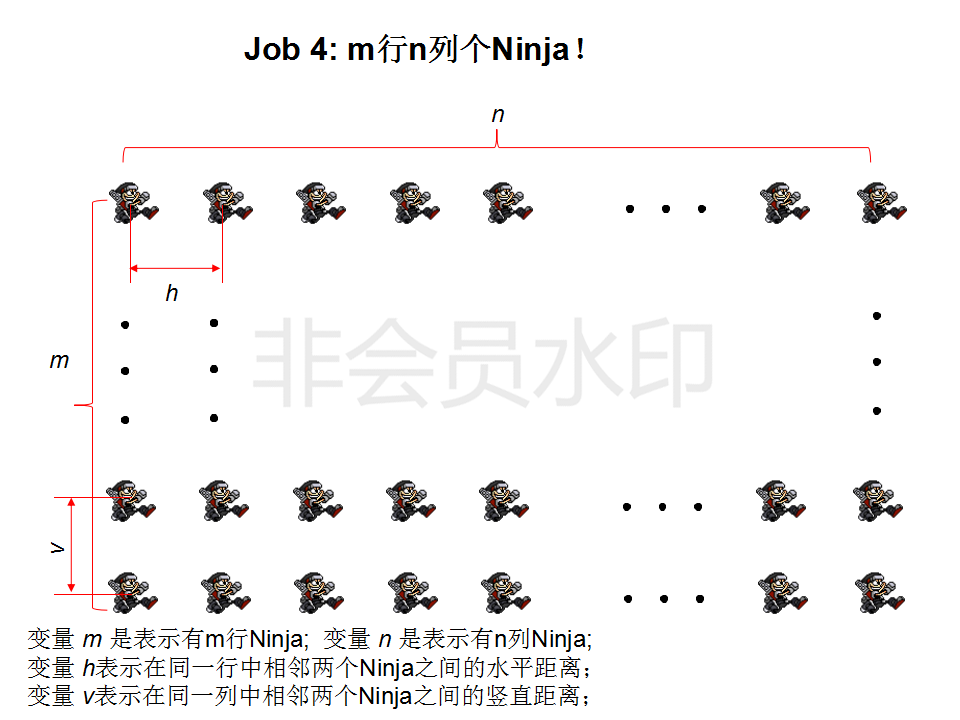 Job 4: m行n列个Ninja！
n
h
m
非会员水印
v
变量 m 是表示有m行Ninja; 变量 n 是表示有n列Ninja;
变量 h表示在同一行中相邻两个Ninja之间的水平距离；
变量 v表示在同一列中相邻两个Ninja之间的竖直距离；